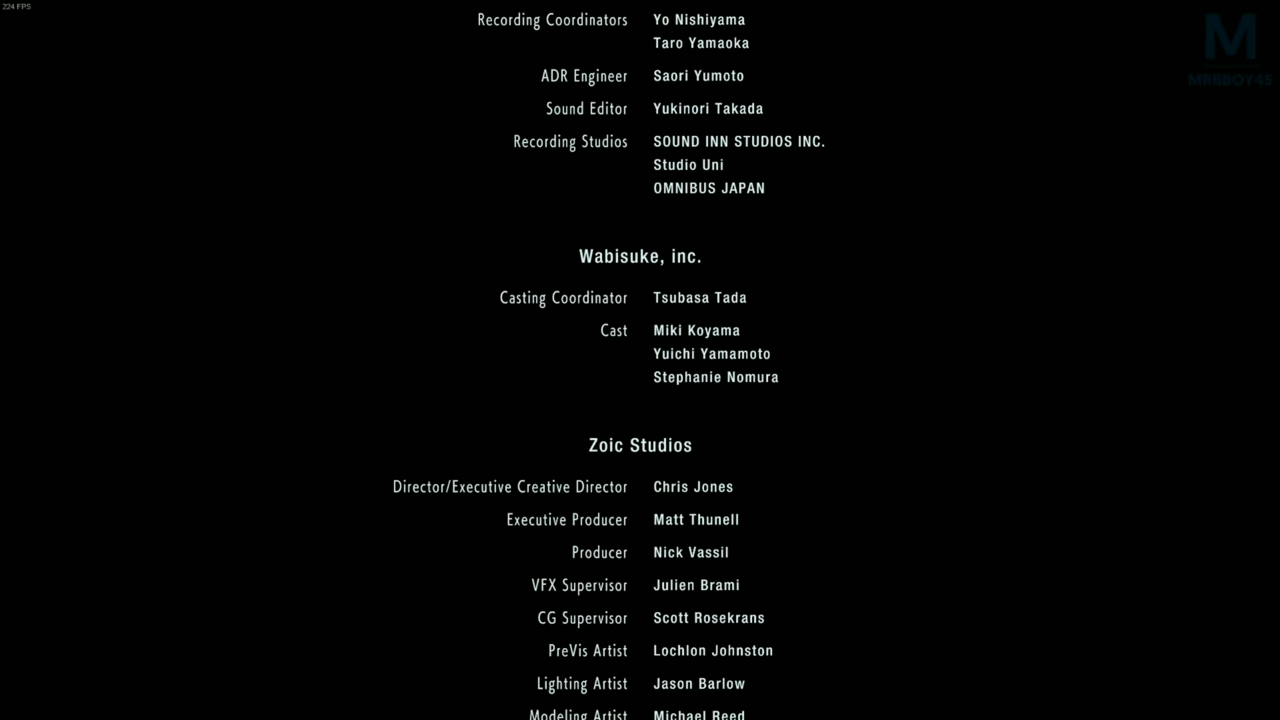 224 FPS
M
MRBBOY45
Recording Coordinators Yo Nishiyama
Taro Yamaoka
ADR Engineer Saori Yumoto
Sound Editor Yukinori Takada
Recording Studios SOUND INN STUDIOS INC.
Studio Uni
OMNIBUS JAPAN
Wabisuke, inc.
Casting Coordinator Tsubasa Tada
Cast Miki Koyama
Yuichi Yamamoto
Stephanie Nomura
Zoic Studios
Director/Executive Creative Director Chris Jones
Executive Producer Matt Thunell
Producer Nick Vassil
VFX Supervisor Julien Brami
CG Supervisor Scott Rosekrans
PreVis Artist Lochlon Johnston
Lighting Artist Jason Barlow
Modeling Artist Michael Reed